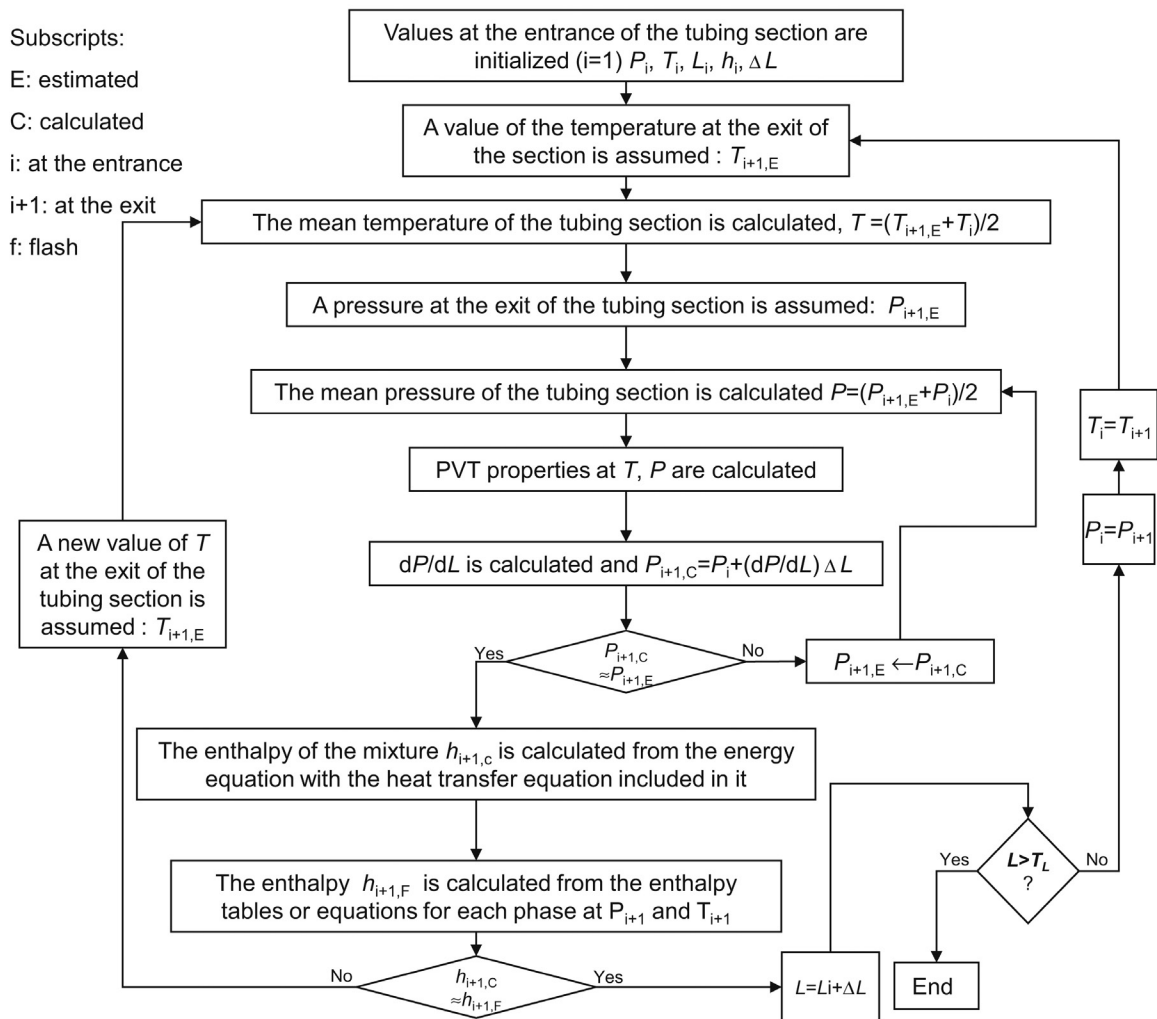 Subscripts:
E: estimated
C: calculated
i: at the entrance
i+1: at the exit
f: flash
Values at the entrance of the tubing section are
initialized (i=1) Pi, Ti, Li, hi, Δ L
A value of the temperature at the exit of
the section is assumed : Ti+1,E
The mean temperature of the tubing section is calculated, T =(Ti+1,E+Ti)/2
A pressure at the exit of the tubing section is assumed: Pi+1,E
The mean pressure of the tubing section is calculated P=(Pi+1,E+Pi)/2
PVT properties at T, P are calculated
dP/dL is calculated and Pi+1,C=Pi+(dP/dL) Δ L
Pi+1,C
≈Pi+1,E
Yes
No
Pi+1,E ←Pi+1,C
The enthalpy of the mixture hi+1,c is calculated from the energy
equation with the heat transfer equation included in it
The enthalpy hi+1,F is calculated from the enthalpy
tables or equations for each phase at Pi+1 and Ti+1
hi+1,C
≈hi+1,F
No
Yes
A new value of T
at the exit of the
tubing section is
assumed : Ti+1,E
L=Li+ΔL
L>TL
?
Yes
No
End
Pi=Pi+1
Ti=Ti+1